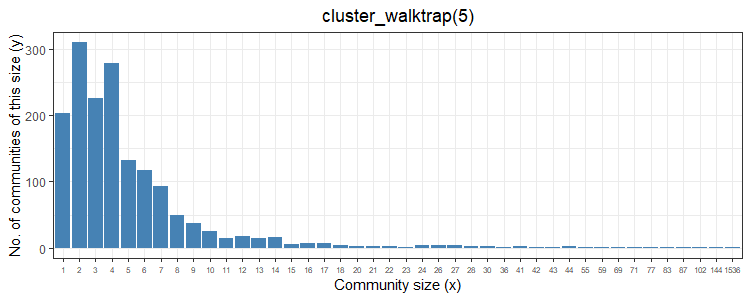 cluster_walktrap(5)
No. of communities of this size (y)
300
200
100
0
1 2 3 4 5 6 7 8 9 10 11 12 13 14 15 16 17 18 20 21 22 23 24 26 27 28 30 36 41 42 43 44 55 59 69 71 77 83 87 102 144 1536
Community size (x)